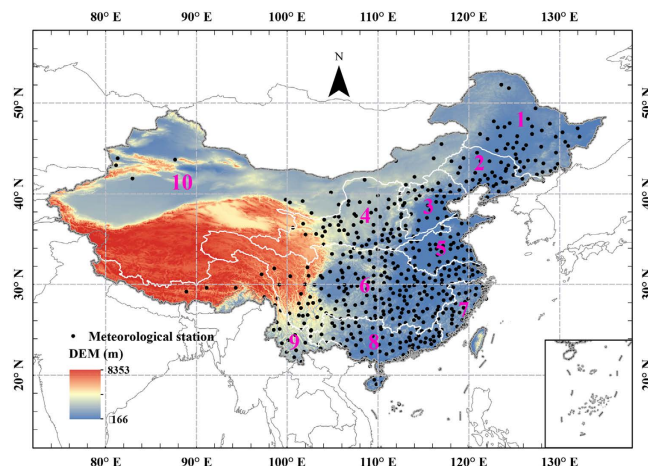 80° E 90° E 100° E 110° E 120° E 130° E
N
50° N 50° N
1
2
10
40° N 40° N
3
4
5
6
30° N 30° N
7
Meteorological station
9 8
DEM (m)
8353
166
20° N 20° N
80° E 90° E 100° E 110° E 120° E 130° E